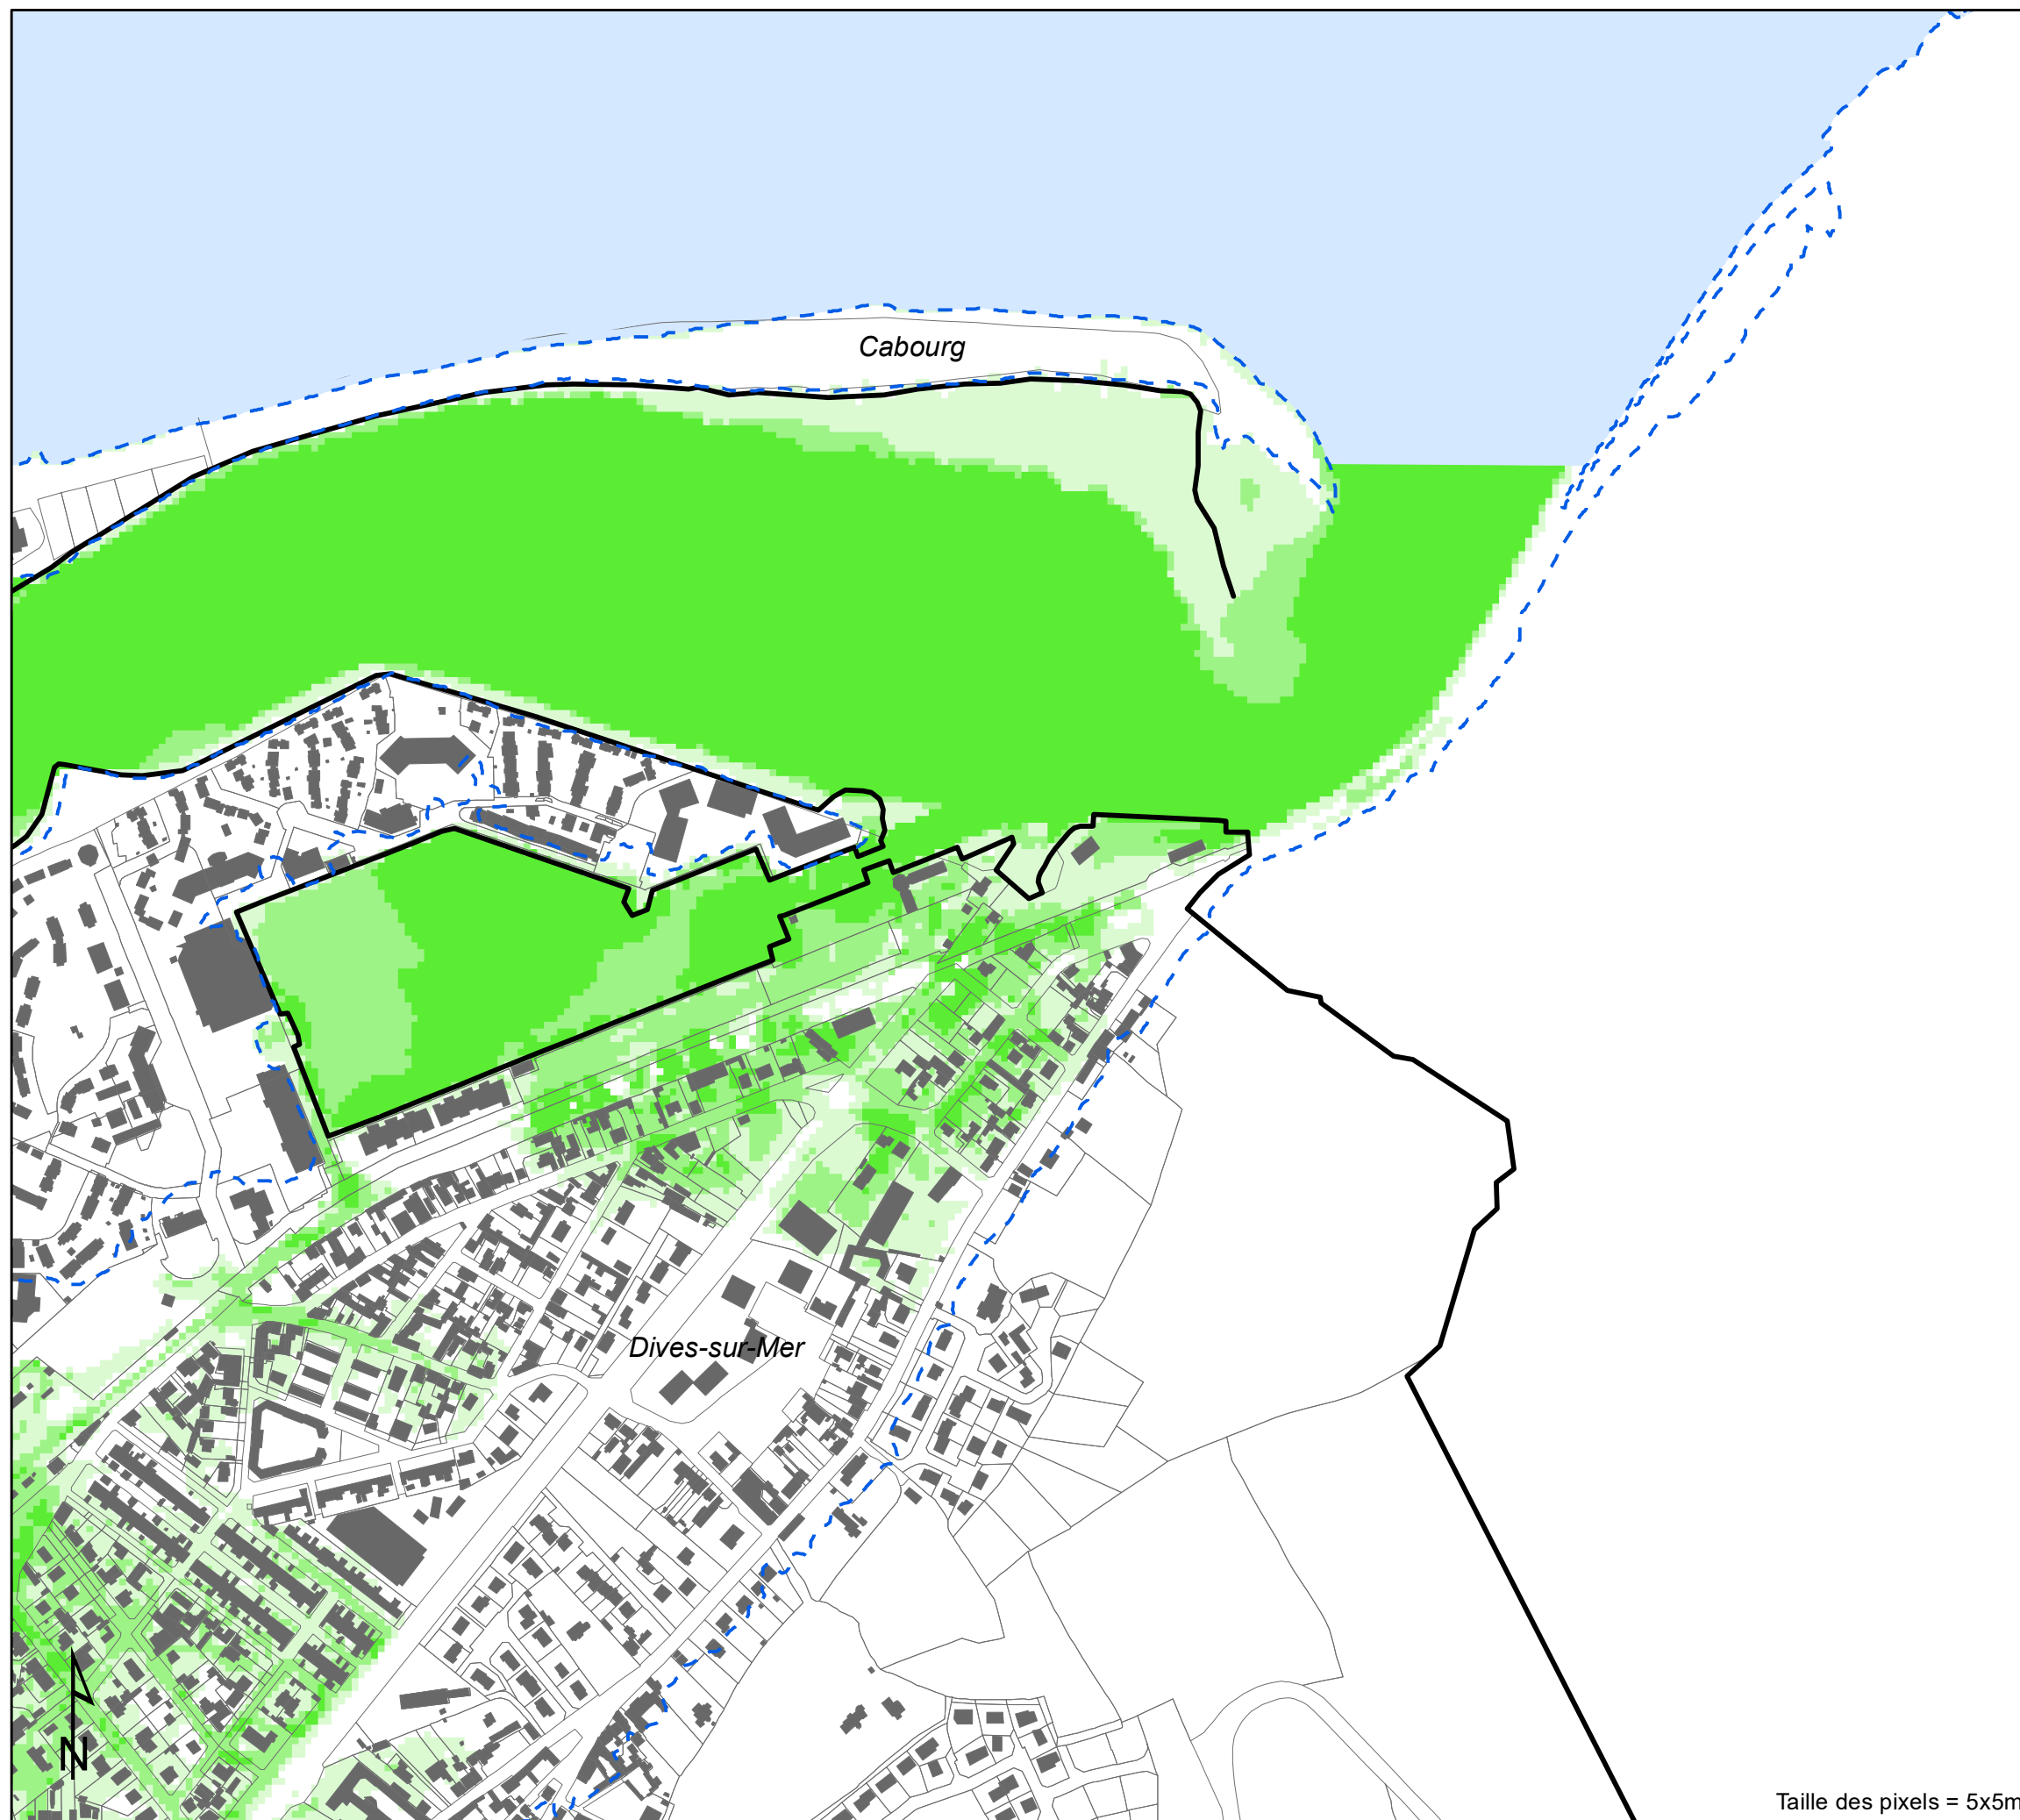 Cabourg
Dives-sur-Mer
N
Taille des pixels = 5x5m